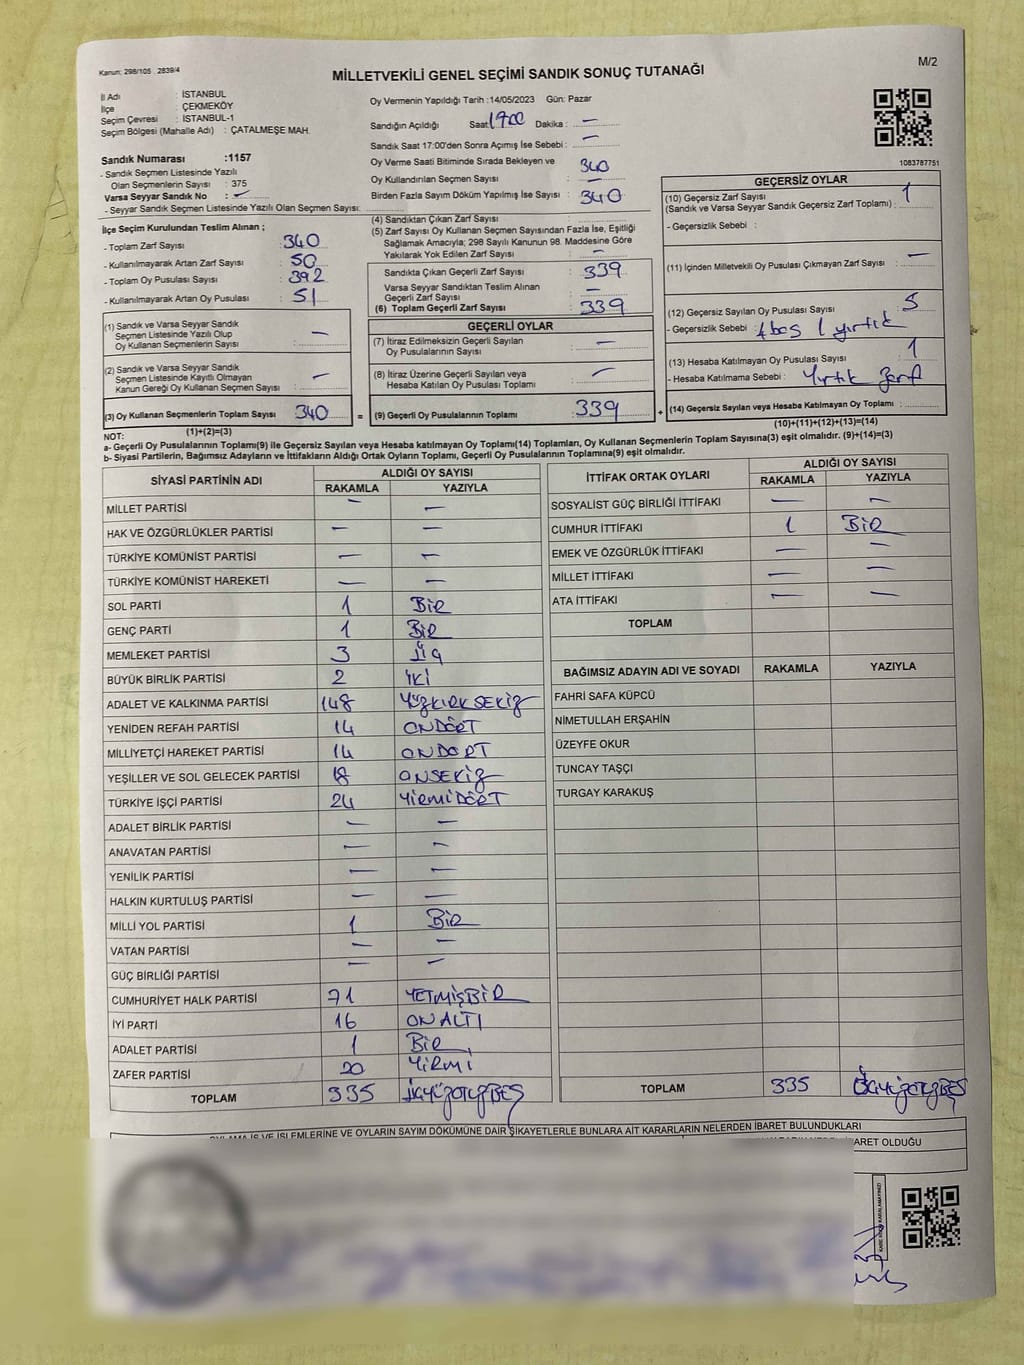 Kanun: 298/105 2839/4
MİLLETVEKİLİ GENEL SEÇİMİ SANDIK SONUÇ TUTANAĞI
M/2
İl Adı : İSTANBUL
İlçe : ÇEKMEKÖY
Seçim Çevresi : İSTANBUL-1
Seçim Bölgesi (Mahalle Adı) : ÇATALMEŞE MAH.
Sandık Numarası :1157
- Sandık Seçmen Listesinde Yazılı
Olan Seçmenlerin Sayısı : 375
Varsa Seyyar Sandık No : –
- Seyyar Sandık Seçmen Listesinde Yazılı Olan Seçmen Sayısı:
Oy Vermenin Yapıldığı Tarih :14/05/2023 Gün: Pazar
Sandığın Açıldığı Saat: 1700 Dakika : –
Sandık Saat 17:00'den Sonra Açımış İse Sebebi : –
Oy Verme Saati Bitiminde Sırada Bekleyen ve
Oy Kullandırılan Seçmen Sayısı : 340
Birden Fazla Sayım Döküm Yapılmış İse Sayısı : –
(4) Sandıktan Çıkan Zarf Sayısı : 340
(5) Zarf Sayısı Oy Kullanan Seçmen Sayısından Fazla İse, Eşitliği
Sağlamak Amacıyla; 298 Sayılı Kanunun 98. Maddesine Göre
Yakılarak Yok Edilen Zarf Sayısı : –
Sandıkta Çıkan Geçerli Zarf Sayısı : 339
Varsa Seyyar Sandıktan Teslim Alınan
Geçerli Zarf Sayısı : –
(6) Toplam Geçerli Zarf Sayısı : 339
1083787751
İlçe Seçim Kurulundan Teslim Alınan ;
- Toplam Zarf Sayısı : 340
- Kullanılmayarak Artan Zarf Sayısı : 50
- Toplam Oy Pusulası Sayısı : 392
- Kullanılmayarak Artan Oy Pusulası : 51
(1) Sandık ve Varsa Seyyar Sandık
Seçmen Listesinde Yazılı Olup
Oy Kullanan Seçmenlerin Sayısı : –
(2) Sandık ve Varsa Seyyar Sandık
Seçmen Listesinde Kayıtlı Olmayan
Kanun Gereği Oy Kullanan Seçmen Sayısı : –
(3) Oy Kullanan Seçmenlerin Toplam Sayısı 340
(1)+(2)=(3)
=
GEÇERLİ OYLAR
(7) İtiraz Edilmeksizin Geçerli Sayılan
Oy Pusulalarının Sayısı : –
(8) İtiraz Üzerine Geçerli Sayılan veya
Hesaba Katılan Oy Pusulası Toplamı : –
(9) Geçerli Oy Pusulalarının Toplamı : 339
+
GEÇERSİZ OYLAR
(10) Geçersiz Zarf Sayısı
(Sandık ve Varsa Seyyar Sandık Geçersiz Zarf Toplamı) : 1
- Geçersizlik Sebebi :
(11) İçinden Milletvekili Oy Pusulası Çıkmayan Zarf Sayısı : –
(12) Geçersiz Sayılan Oy Pusulası Sayısı : 5
- Geçersizlik Sebebi : 4 boş 1 yırtık
(13) Hesaba Katılmayan Oy Pusulası Sayısı : 1
- Hesaba Katılmama Sebebi : Yırtık Zarf
(14) Geçersiz Sayılan veya Hesaba Katılmayan Oy Toplamı :
(10)+(11)+(12)+(13)=(14)
NOT:
a- Geçerli Oy Pusulalarının Toplamı(9) ile Geçersiz Sayılan veya Hesaba katılmayan Oy Toplamı(14) Toplamları, Oy Kullanan Seçmenlerin Toplam Sayısına(3) eşit olmalıdır. (9)+(14)=(3)
b- Siyasi Partilerin, Bağımsız Adayların ve İttifakların Aldığı Ortak Oyların Toplamı, Geçerli Oy Pusulalarının Toplamına(9) eşit olmalıdır.
SİYASİ PARTİNİN ADI ALDIĞI OY SAYISI
RAKAMLA YAZIYLA
MİLLET PARTİSİ – –
HAK VE ÖZGÜRLÜKLER PARTİSİ – –
TÜRKİYE KOMÜNİST PARTİSİ – –
TÜRKİYE KOMÜNİST HAREKETİ – –
SOL PARTİ 1 BİR
GENÇ PARTİ 1 BİR
MEMLEKET PARTİSİ 3 ÜÇ
BÜYÜK BİRLİK PARTİSİ 2 İKİ
ADALET VE KALKINMA PARTİSİ 148 YÜZKIRKSEKİZ
YENİDEN REFAH PARTİSİ 14 ONDÖRT
MİLLİYETÇİ HAREKET PARTİSİ 14 ONDÖRT
YEŞİLLER VE SOL GELECEK PARTİSİ 18 ONSEKİZ
TÜRKİYE İŞÇİ PARTİSİ 24 YİRMİDÖRT
ADALET BİRLİK PARTİSİ – –
ANAVATAN PARTİSİ – –
YENİLİK PARTİSİ – –
HALKIN KURTULUŞ PARTİSİ – –
MİLLİ YOL PARTİSİ 1 BİR
VATAN PARTİSİ – –
GÜÇ BİRLİĞİ PARTİSİ – –
CUMHURİYET HALK PARTİSİ 71 YETMİŞBİR
İYİ PARTİ 16 ONALTI
ADALET PARTİSİ 1 BİR
ZAFER PARTİSİ 20 YİRMİ
TOPLAM 335 ÜÇYÜZOTUZBEŞ
İTTİFAK ORTAK OYLARI ALDIĞI OY SAYISI
RAKAMLA YAZIYLA
SOSYALİST GÜÇ BİRLİĞİ İTTİFAKI – –
CUMHUR İTTİFAKI 1 BİR
EMEK VE ÖZGÜRLÜK İTTİFAKI – –
MİLLET İTTİFAKI – –
ATA İTTİFAKI – –
TOPLAM
BAĞIMSIZ ADAYIN ADI VE SOYADI RAKAMLA YAZIYLA
FAHRİ SAFA KÜPCÜ
NİMETULLAH ERŞAHİN
ÜZEYFE OKUR
TUNCAY TAŞÇI
TURGAY KARAKUŞ
TOPLAM 335 ÜÇYÜZOTUZBEŞ
OYLAMA İŞ VE İŞLEMLERİNE VE OYLARIN SAYIM DÖKÜMÜNE DAİR ŞİKAYETLERLE BUNLARA AİT KARARLARIN NELERDEN İBARET BULUNDUKLARI
BARET OLDUĞU